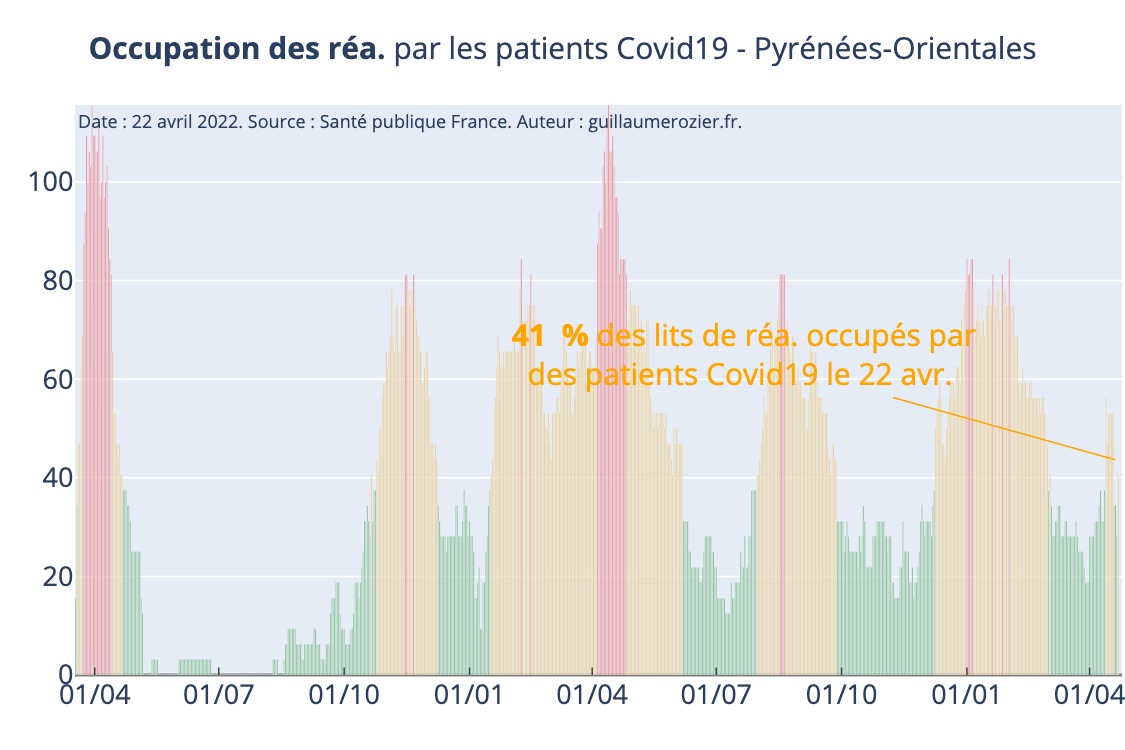 Occupation des réa. par les patients Covid19 - Pyrénées-Orientales
Date : 22 avril 2022. Source : Santé publique France. Auteur : guillaumerozier.fr.
100
80
41 % des lits de réa. occupés par
des patients Covid19 le 22 avr.
60
40
20
0
01/04 01/07 01/10 01/01 01/04 01/07 01/10 01/01 01/04